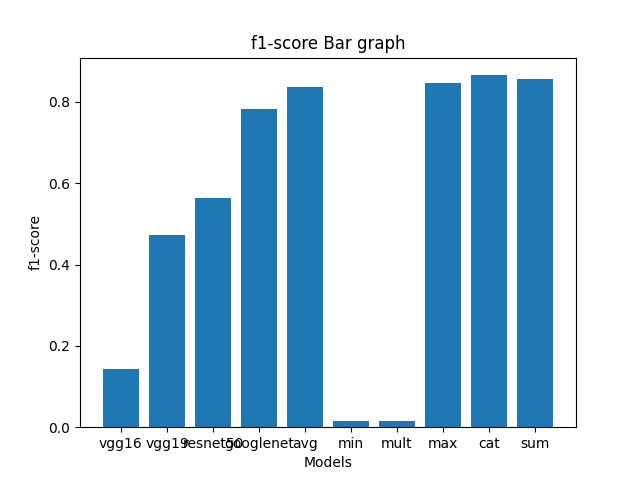 f1-score Bar graph
f1-score
0.8
0.6
0.4
0.2
0.0
vgg16 vgg19 resnet50 googlenet avg min mult max cat sum
Models